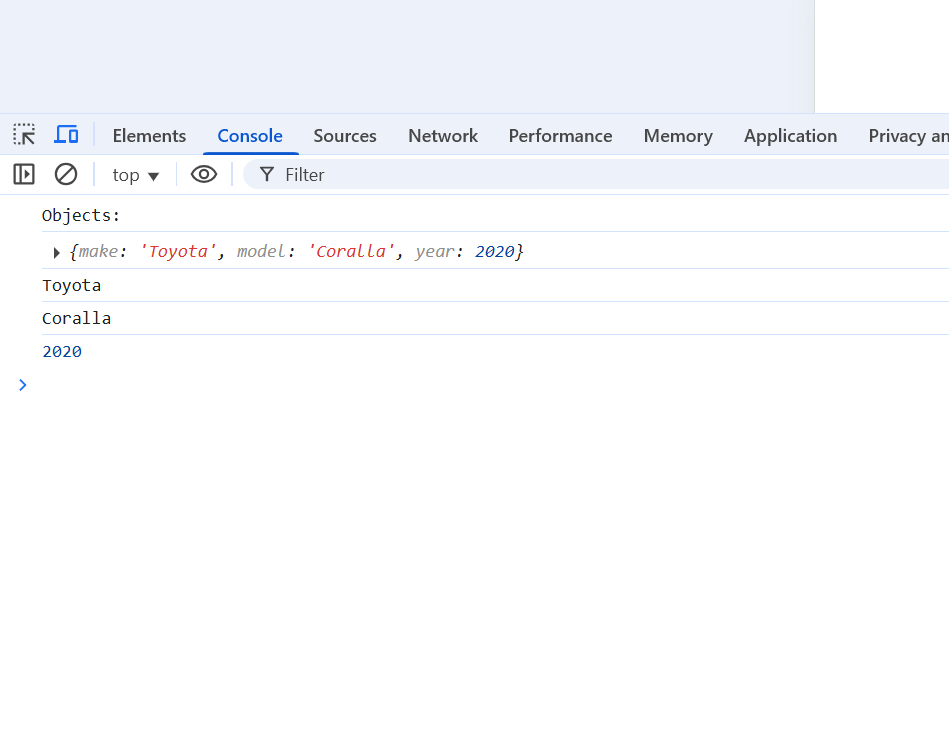 Elements Console Sources Network Performance Memory Application Privacy an
top Filter
Objects:
{make: 'Toyota', model: 'Coralla', year: 2020}
Toyota
Coralla
2020